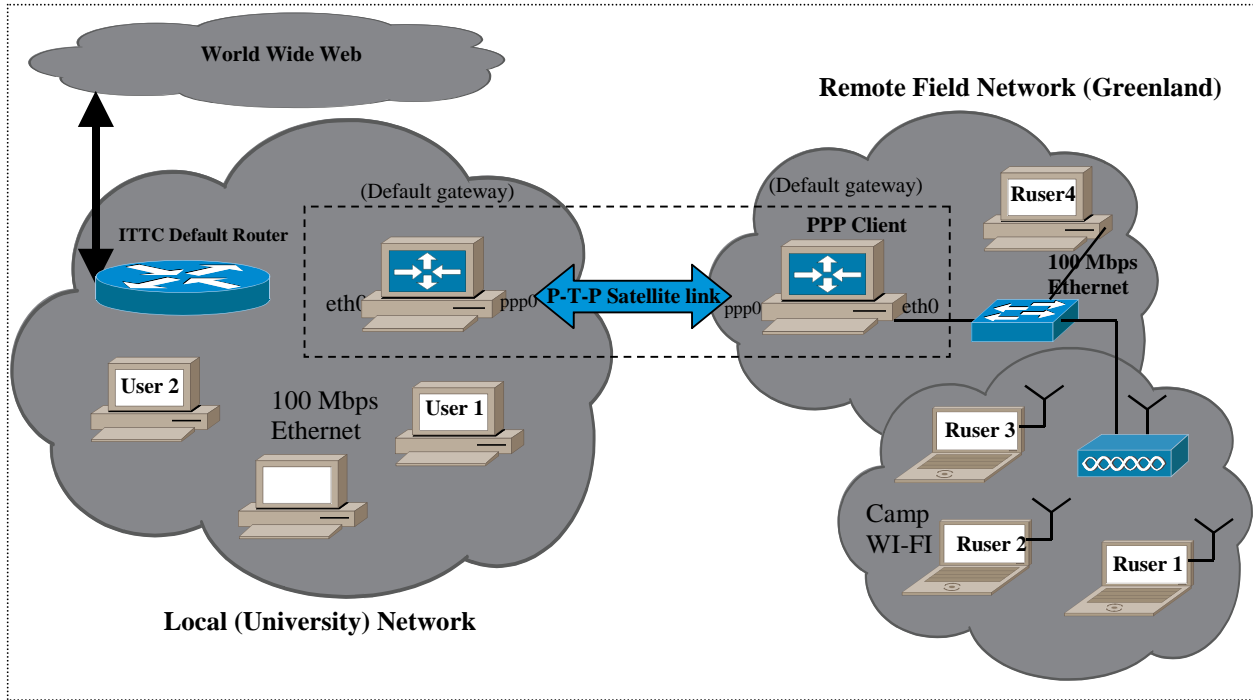 World Wide Web
Remote Field Network (Greenland)
(Default gateway)
(Default gateway)
Ruser4
PPP Client
ITTC Default Router
100 Mbps
Ethernet
eth0
ppp0
P-T-P Satellite link
ppp0
eth0
User 2
User 1
100 Mbps
Ethernet
Ruser 3
Camp
WI-FI
Ruser 2
Ruser 1
Local (University) Network